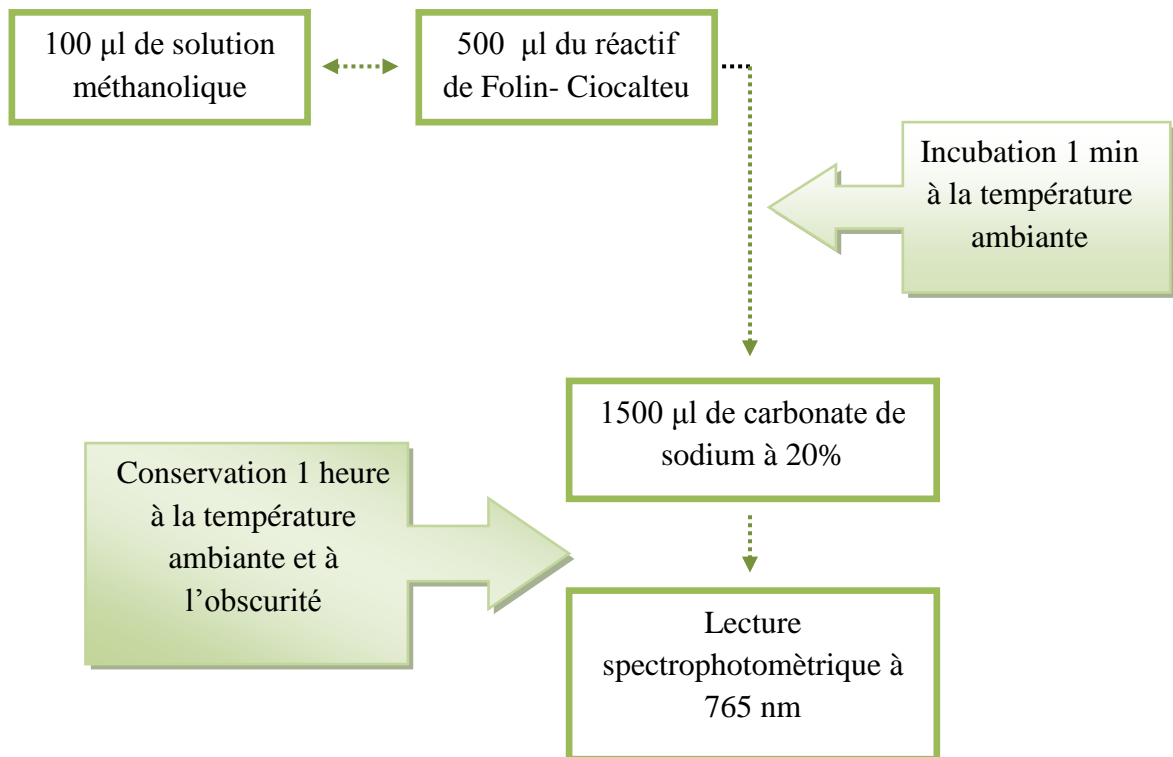 100 µl de solution
méthanolique
500 µl du réactif
de Folin- Ciocalteu
Incubation 1 min
à la température
ambiante
1500 µl de carbonate de
sodium à 20%
Conservation 1 heure
à la température
ambiante et à
l’obscurité
Lecture
spectrophotomètrique à
765 nm